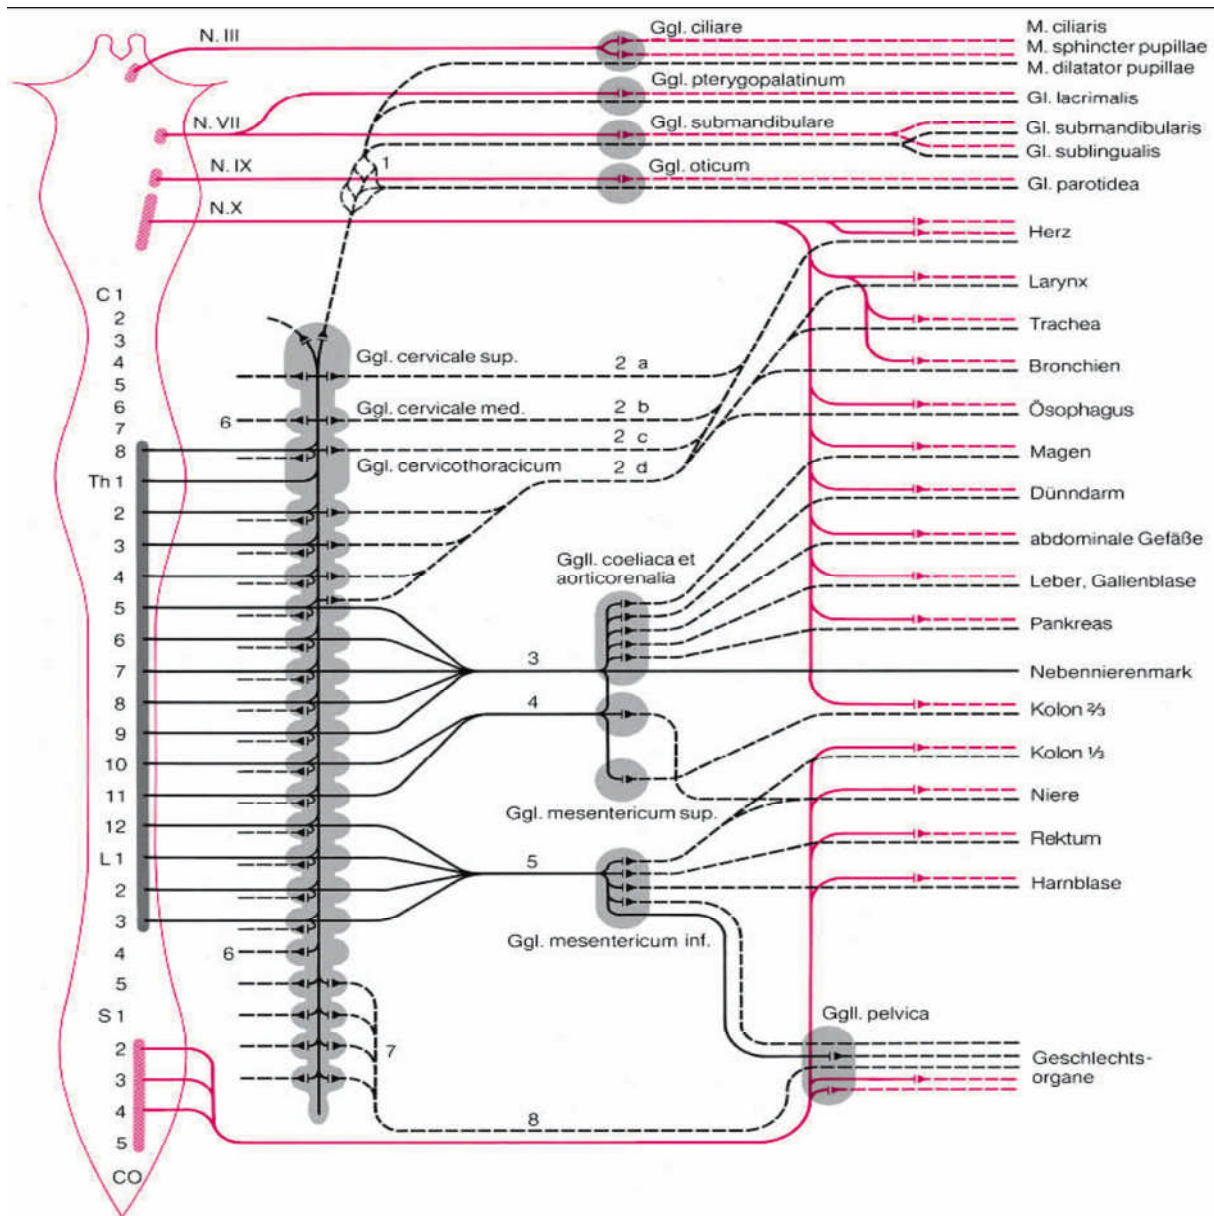 N. III
Ggl. ciliare
M. ciliaris
M. sphincter pupillae
M. dilatator pupillae
Ggl. pterygopalatinum
Gl. lacrimalis
N. VII
Ggl. submandibulare
Gl. submandibularis
Gl. sublingualis
1
N. IX
Ggl. oticum
Gl. parotidea
N.X
Herz
Larynx
Trachea
Bronchien
Ösophagus
Magen
Dünndarm
abdominale Gefäße
Leber, Gallenblase
Pankreas
Nebennierenmark
Kolon ⅔
Kolon ⅓
Niere
Rektum
Harnblase
Geschlechts-
organe
C 1
2
3
4
5
6
7
8
Th 1
2
3
4
5
6
7
8
9
10
11
12
L 1
2
3
4
5
S 1
2
3
4
5
CO
Ggl. cervicale sup.
2 a
6
Ggl. cervicale med.
2 b
2 c
Ggl. cervicothoracicum
2 d
Ggll. coeliaca et
aorticorenalia
3
4
Ggl. mesentericum sup.
5
Ggl. mesentericum inf.
6
Ggll. pelvica
7
8